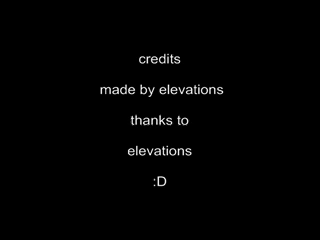 credits
made by elevations
thanks to
elevations
:D